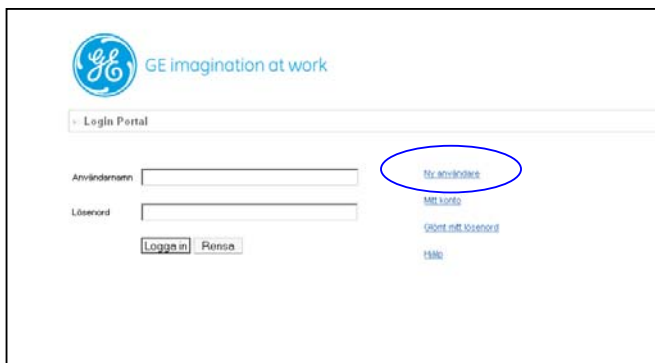 GE imagination at work
Login Portal
Användarnamn
Lösenord
Logga in Rensa
Ny användare
Mitt konto
Glömt mitt lösenord
Hjälp